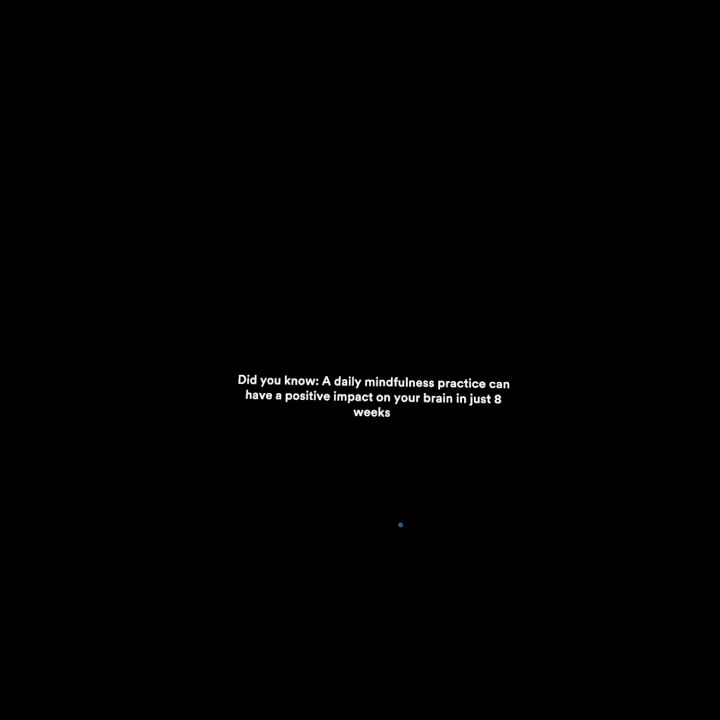 Did you know: A daily mindfulness practice can
have a positive impact on your brain in just 8
weeks